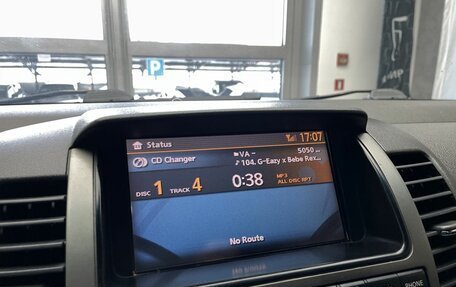 P
Status
17:07
CD Changer
VA –
5050
104. G-Eazy x Bebe Rex...
DISC 1 TRACK 4
0:38
MP3
ALL DISC RPT
No Route
PHONE